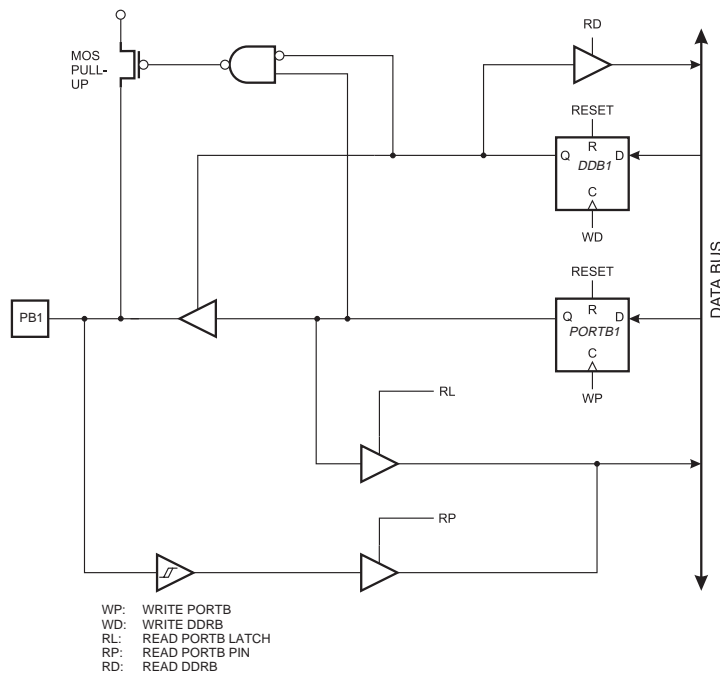 RD
MOS
PULL-
UP
RESET
R
Q
D
DDB1
C
WD
DATA BUS
RESET
R
Q
D
PB1
PORTB1
C
WP
RL
RP
WP: WRITE PORTB
WD: WRITE DDRB
RL: READ PORTB LATCH
RP: READ PORTB PIN
RD: READ DDRB